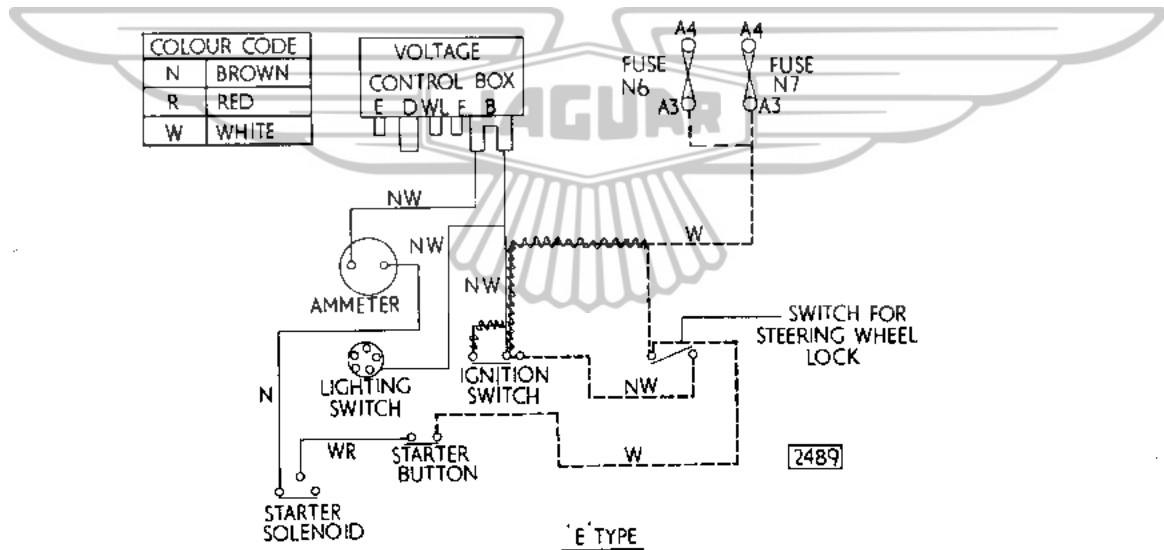 COLOUR CODE
N BROWN
R RED
W WHITE
VOLTAGE
CONTROL BOX
E D WL F B
A4 A4
FUSE
N6
FUSE
N7
A3 A3
JAGUAR
NW
NW
NW
W
AMMETER
SWITCH FOR
STEERING WHEEL
LOCK
LIGHTING
SWITCH
IGNITION
SWITCH
NW
N
WR
STARTER
BUTTON
W
2489
STARTER
SOLENOID
'E' TYPE